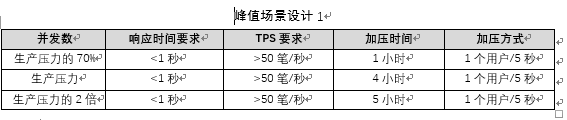 峰值场景设计 1
并发数 响应时间要求 TPS 要求 加压时间 加压方式
生产压力的 70% <1 秒 >50 笔/秒 1 小时 1 个用户/5 秒
生产压力 <1 秒 >50 笔/秒 4 小时 1 个用户/5 秒
生产压力的 2 倍 <1 秒 >50 笔/秒 5 小时 1 个用户/5 秒